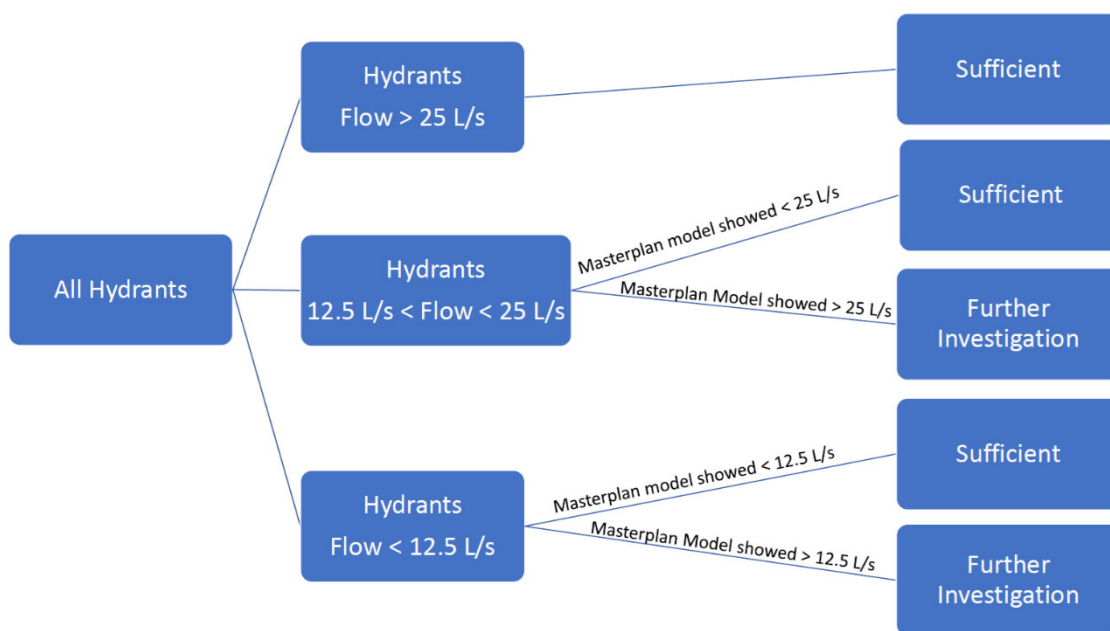 All Hydrants
Hydrants
Flow > 25 L/s
Sufficient
Hydrants
12.5 L/s < Flow < 25 L/s
Masterplan model showed < 25 L/s
Sufficient
Masterplan Model showed > 25 L/s
Further
Investigation
Hydrants
Flow < 12.5 L/s
Masterplan model showed < 12.5 L/s
Sufficient
Masterplan Model showed > 12.5 L/s
Further
Investigation